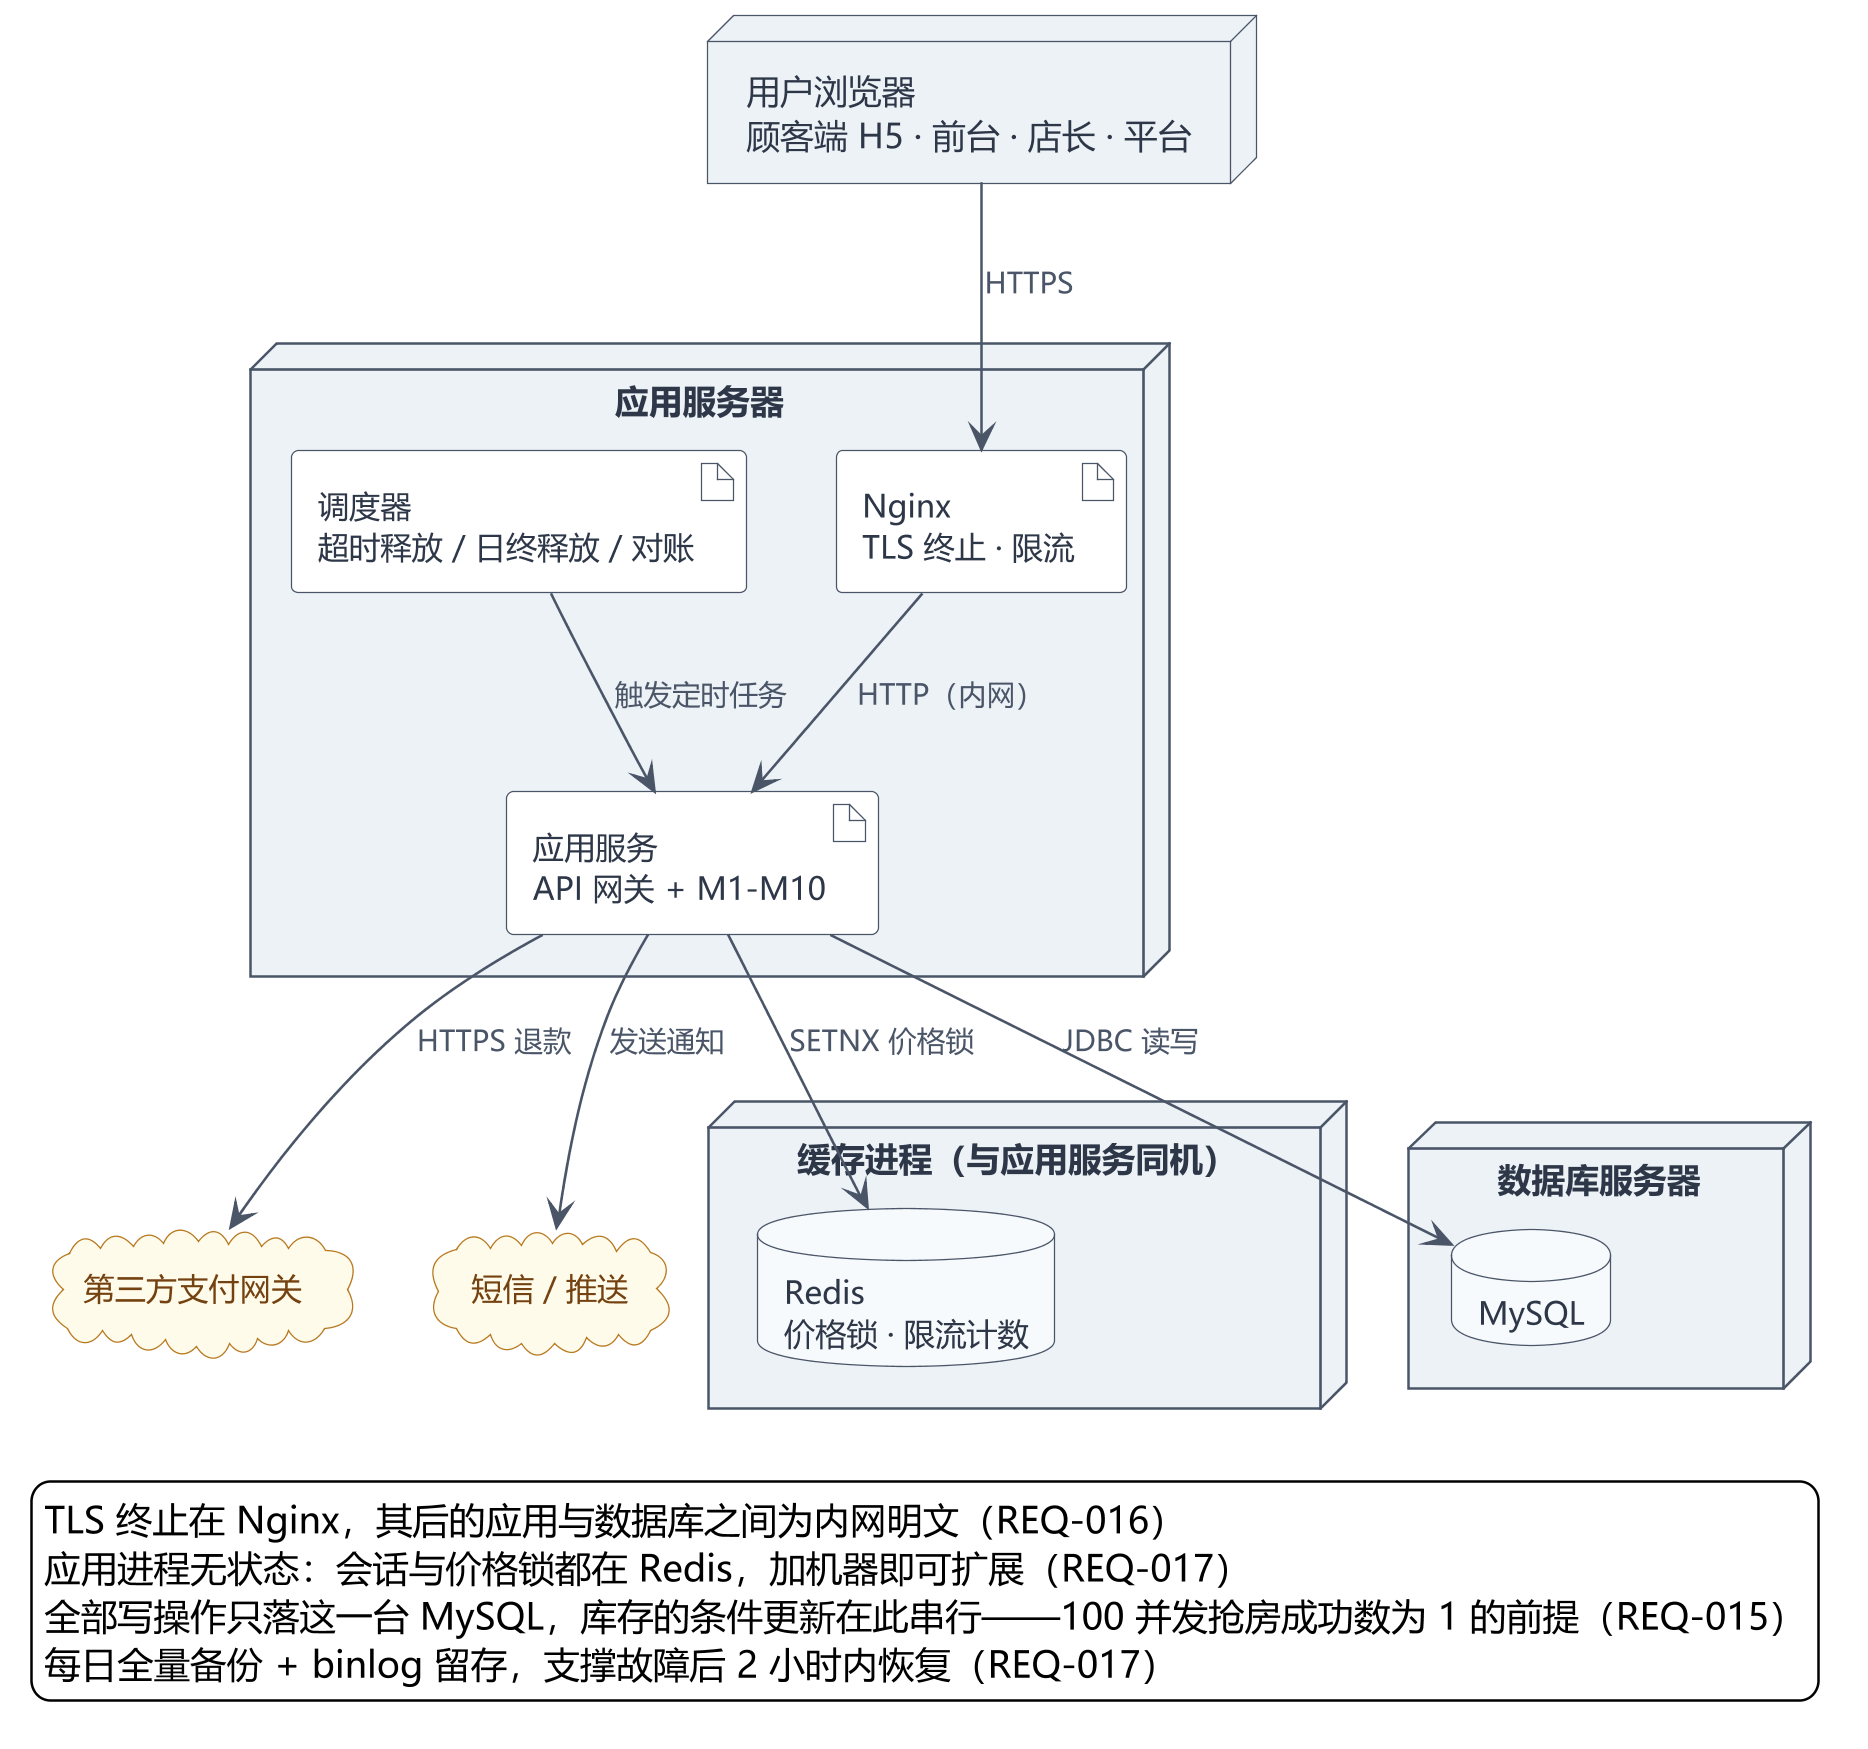 用户浏览器
顾客端 H5 · 前台 · 店长 · 平台
HTTPS
应用服务器
调度器
超时释放 / 日终释放 / 对账
Nginx
TLS 终止 · 限流
触发定时任务
HTTP（内网）
应用服务
API 网关 + M1-M10
HTTPS 退款
发送通知
SETNX 价格锁
JDBC 读写
缓存进程（与应用服务同机）
数据库服务器
第三方支付网关
短信 / 推送
Redis
价格锁 · 限流计数
MySQL
TLS 终止在 Nginx，其后的应用与数据库之间为内网明文（REQ-016）
应用进程无状态：会话与价格锁都在 Redis，加机器即可扩展（REQ-017）
全部写操作只落这一台 MySQL，库存的条件更新在此串行——100 并发抢房成功数为 1 的前提（REQ-015）
每日全量备份 + binlog 留存，支撑故障后 2 小时内恢复（REQ-017）